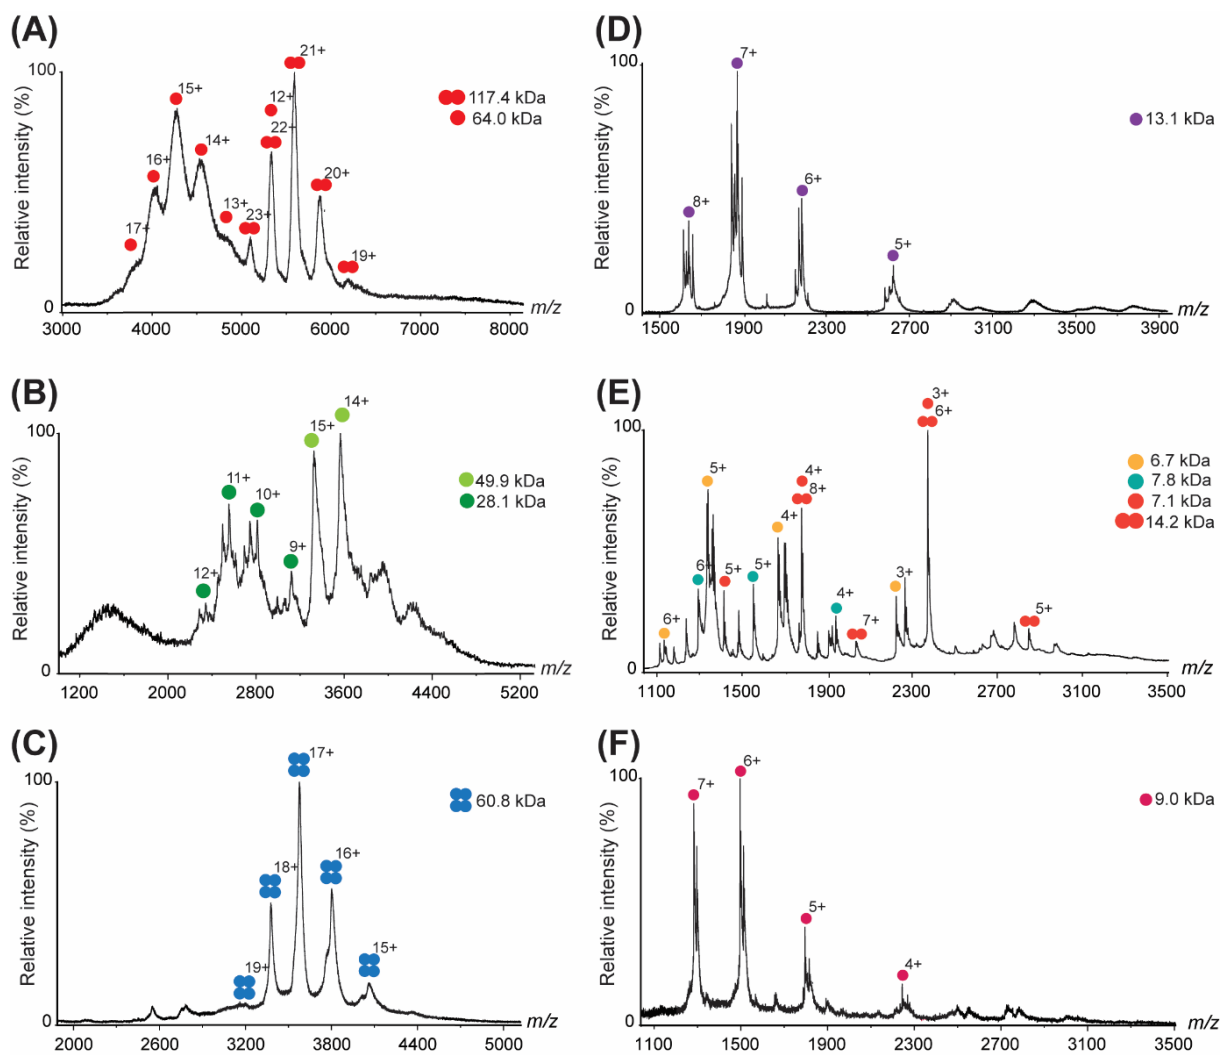 (A)
Relative intensity (%)
100
0
17+
16+
15+
14+
13+
23+
12+
22+
21+
20+
19+
117.4 kDa
64.0 kDa
3000 4000 5000 6000 7000 8000 m/z
(D)
Relative intensity (%)
100
0
8+
7+
6+
5+
13.1 kDa
1500 1900 2300 2700 3100 3500 3900 m/z
(B)
Relative intensity (%)
100
0
12+
11+
10+
9+
15+
14+
49.9 kDa
28.1 kDa
1200 2000 2800 3600 4400 5200 m/z
(E)
Relative intensity (%)
100
0
6+
6+
5+
5+
5+
4+
4+
8+
4+
7+
3+
3+
6+
5+
6.7 kDa
7.8 kDa
7.1 kDa
14.2 kDa
1100 1500 1900 2300 2700 3100 3500 m/z
(C)
Relative intensity (%)
100
0
19+
18+
17+
16+
15+
60.8 kDa
2000 2600 3200 3800 4400 5000 m/z
(F)
Relative intensity (%)
100
0
7+
6+
5+
4+
9.0 kDa
1100 1500 1900 2300 2700 3100 3500 m/z